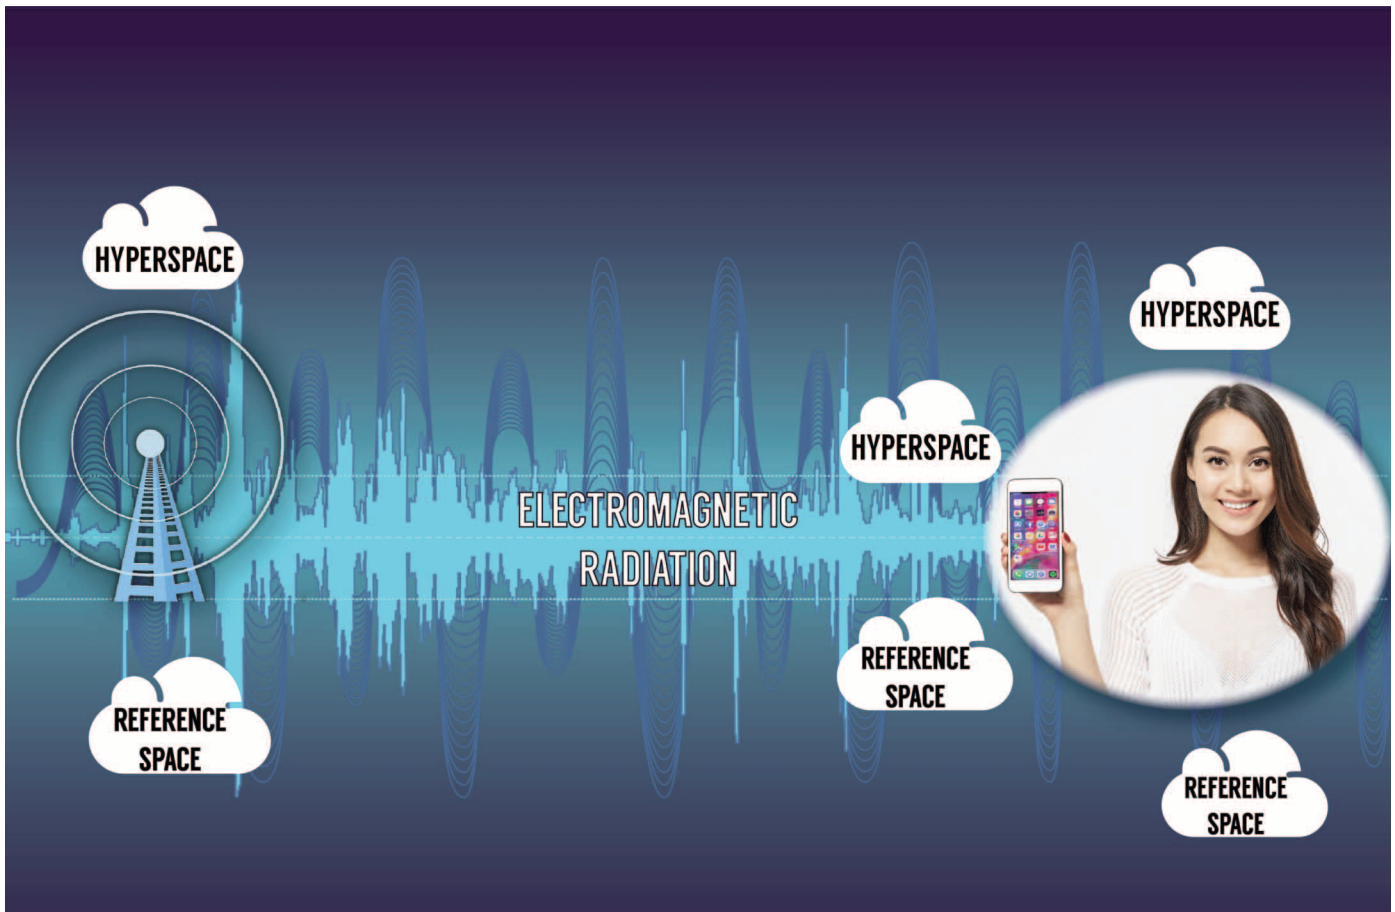 HYPERSPACE
HYPERSPACE
HYPERSPACE
ELECTROMAGNETIC
RADIATION
REFERENCE
SPACE
REFERENCE
SPACE
REFERENCE
SPACE